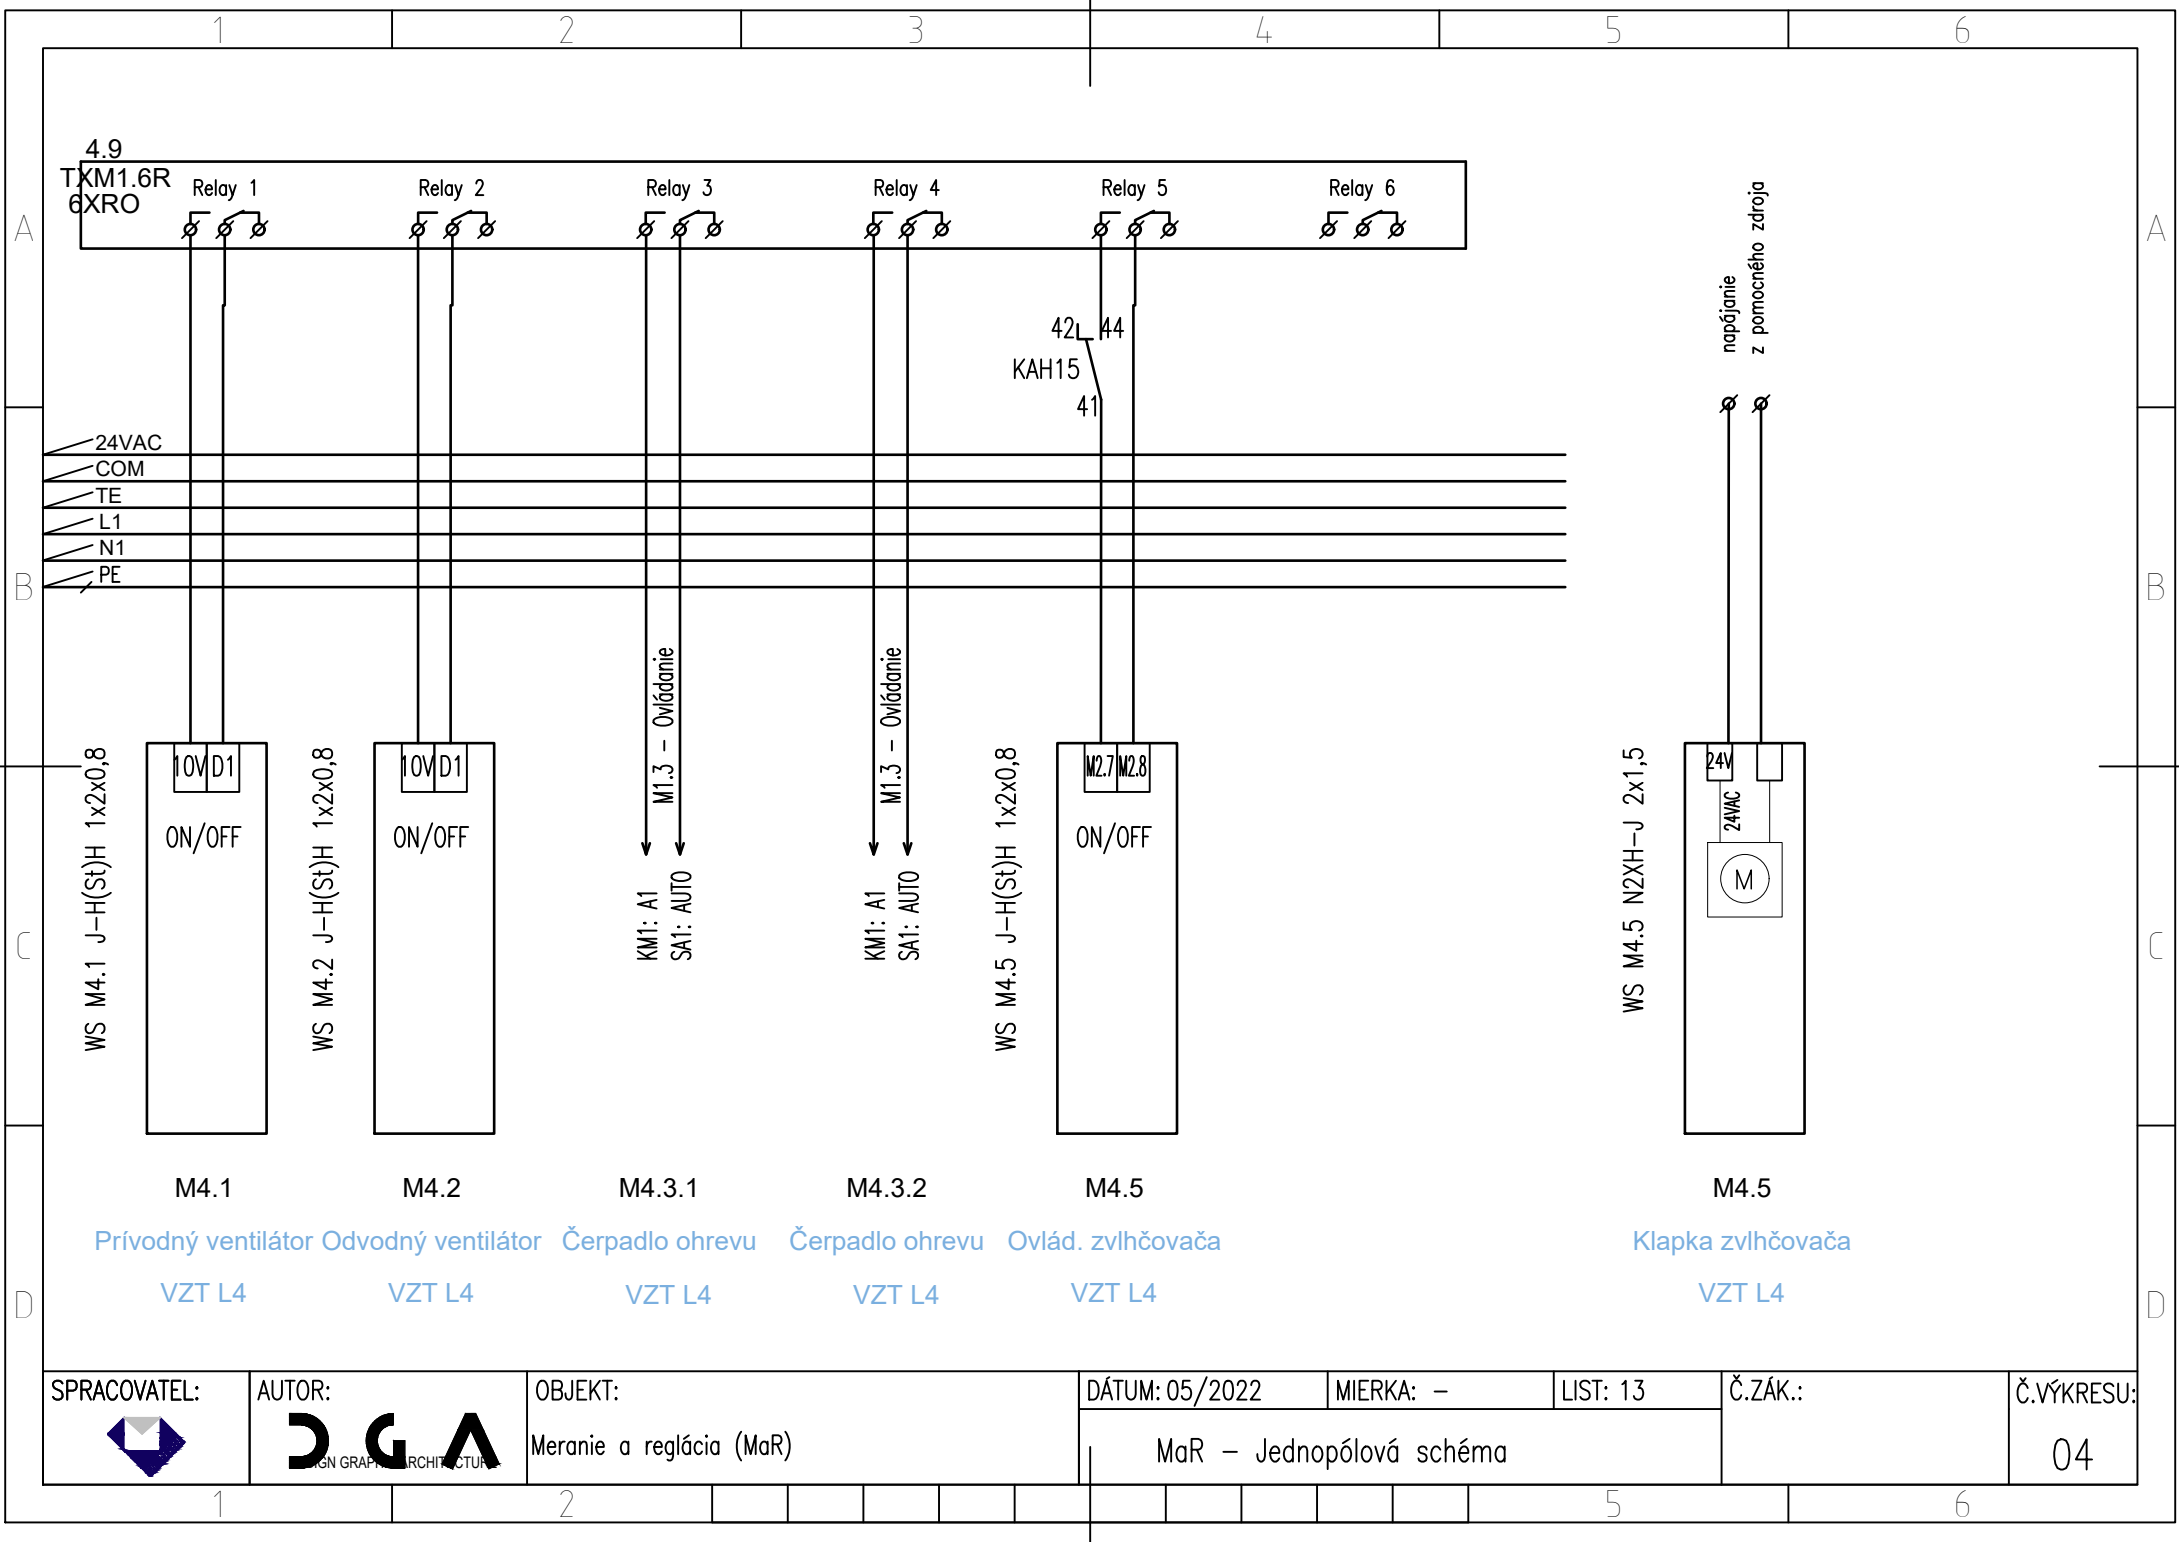 1 2 3 4 5 6
A A
B B
C C
D D
4.9
TXM1.6R
6XRO
Relay 1
Relay 2
Relay 3
Relay 4
Relay 5
Relay 6
napájanie
z pomocného zdroja
42 44
KAH15
41
24VAC
COM
TE
L1
N1
PE
WS M4.1 J-H(St)H 1x2x0,8
10V D1
ON/OFF
WS M4.2 J-H(St)H 1x2x0,8
10V D1
ON/OFF
M1.3 - Ovládanie
KM1: A1
SA1: AUTO
M1.3 - Ovládanie
KM1: A1
SA1: AUTO
WS M4.5 J-H(St)H 1x2x0,8
M2.7 M2.8
ON/OFF
WS M4.5 N2XH-J 2x1,5
24V
24VAC
M
M4.1
Prívodný ventilátor
VZT L4
M4.2
Odvodný ventilátor
VZT L4
M4.3.1
Čerpadlo ohrevu
VZT L4
M4.3.2
Čerpadlo ohrevu
VZT L4
M4.5
Ovlád. zvlhčovača
VZT L4
M4.5
Klapka zvlhčovača
VZT L4
SPRACOVATEL:
AUTOR:
DGA
OBJEKT:
Meranie a reglácia (MaR)
DÁTUM: 05/2022
MIERKA: -
LIST: 13
MaR - Jednopólová schéma
Č.ZÁK.:
Č.VÝKRESU:
04
1 2 5 6